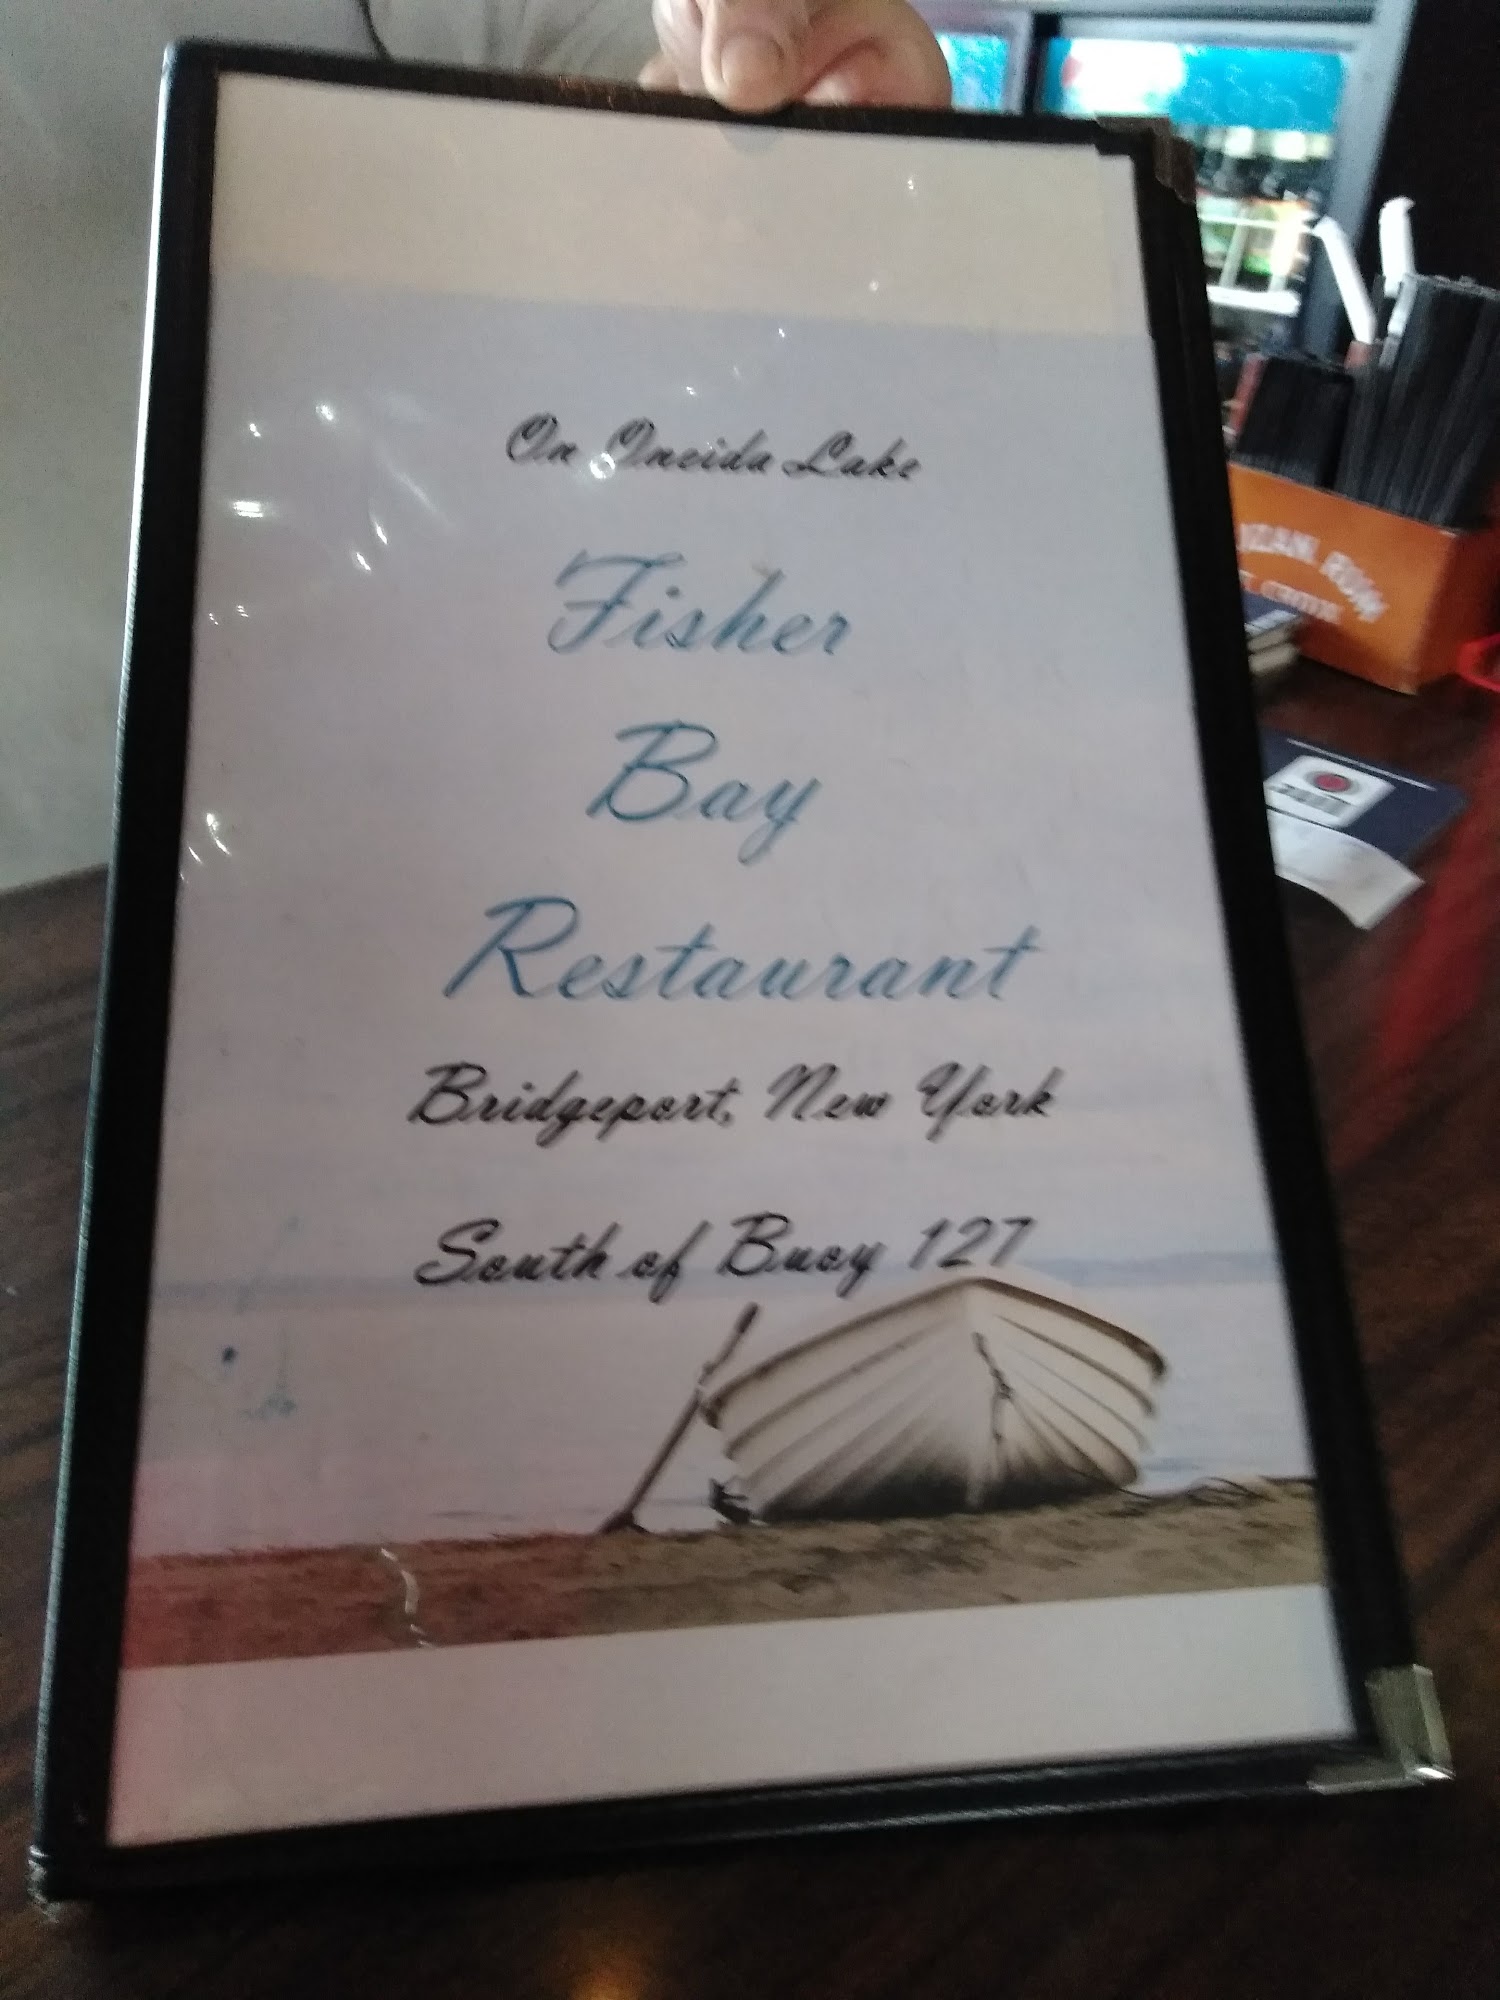 On Oneida Lake
Fisher
Bay
Restaurant
Bridgeport, New York
South of Buoy 127